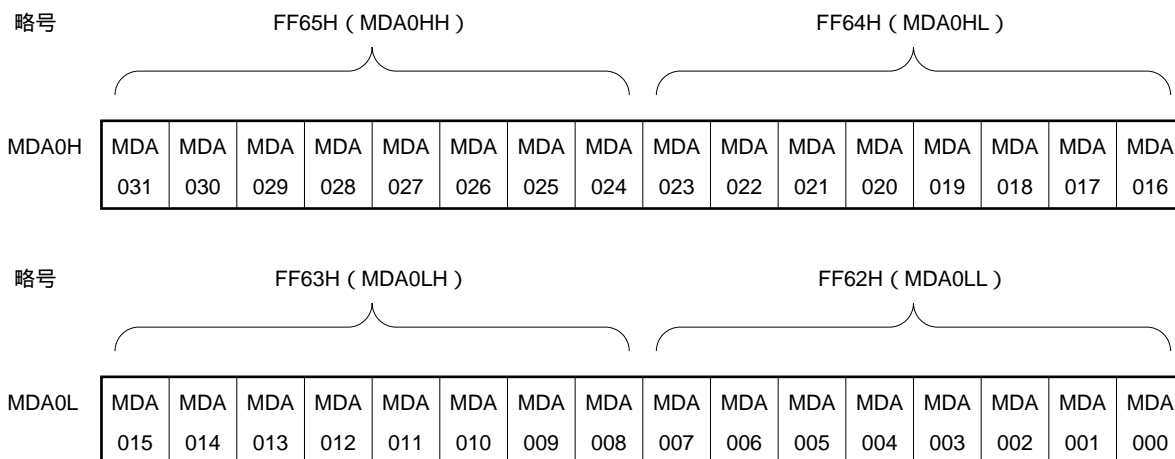 略号 FF65H（MDA0HH） FF64H（MDA0HL）
MDA0H MDA MDA MDA MDA MDA MDA MDA MDA MDA MDA MDA MDA MDA MDA MDA MDA MDA
031 030 029 028 027 026 025 024 023 022 021 020 019 018 017 016
略号 FF63H（MDA0LH） FF62H（MDA0LL）
MDA0L MDA MDA MDA MDA MDA MDA MDA MDA MDA MDA MDA MDA MDA MDA MDA MDA
015 014 013 012 011 010 009 008 007 006 005 004 003 002 001 000